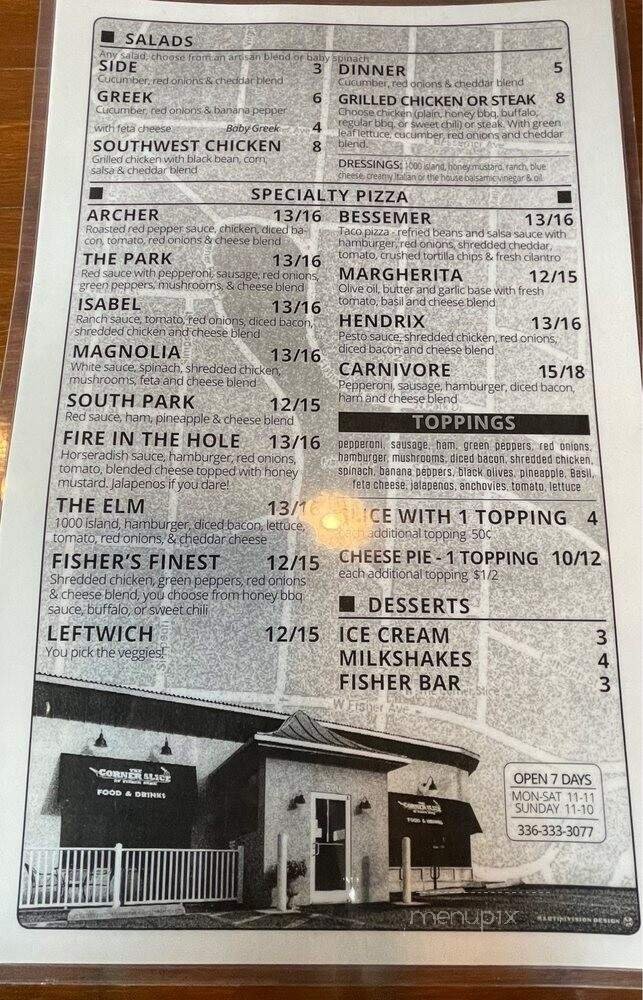 SALADS
Any salad, choose from an artisan blend or baby spinach
SIDE 3
Cucumber, red onions & cheddar blend
GREEK 6
Cucumber, red onions & banana pepper
with feta cheese Baby Greek 4
SOUTHWEST CHICKEN 8
Grilled chicken with black bean, corn,
salsa & cheddar blend
DINNER 5
Cucumber, red onions & cheddar blend
GRILLED CHICKEN OR STEAK 8
Choose chicken (plain, honey bbq, buffalo,
regular bbq, or sweet chili) or steak. With green
leaf lettuce, cucumber, red onions and cheddar
blend.
DRESSINGS: 1000 island, honey mustard, ranch, blue
cheese, creamy Italian or the house balsamic vinegar & oil
SPECIALTY PIZZA
ARCHER 13/16
Roasted red pepper sauce, chicken, diced ba-
con, tomato, red onions & cheese blend
THE PARK 13/16
Red sauce with pepperoni, sausage, red onions,
green peppers, mushrooms, & cheese blend
ISABEL 13/16
Ranch sauce, tomato, red onions, diced bacon,
shredded chicken and cheese blend
MAGNOLIA 13/16
White sauce, spinach, shredded chicken,
mushrooms, feta and cheese blend
SOUTH PARK 12/15
Red sauce, ham, pineapple & cheese blend
FIRE IN THE HOLE 13/16
Horseradish sauce, hamburger, red onions,
tomato, blended cheese topped with honey
mustard. Jalapenos if you dare!
THE ELM 13/16
1000 island, hamburger, diced bacon, lettuce,
tomato, red onions, & cheddar cheese
FISHER'S FINEST 12/15
Shredded chicken, green peppers, red onions
& cheese blend, you choose from honey bbq
sauce, buffalo, or sweet chili
LEFTWICH 12/15
You pick the veggies!
BESSEMER 13/16
Taco pizza - refried beans and salsa sauce with
hamburger, red onions, shredded cheddar,
tomato, crushed tortilla chips & fresh cilantro
MARGHERITA 12/15
Olive oil, butter and garlic base with fresh
tomato, basil and cheese blend
HENDRIX 13/16
Pesto sauce, shredded chicken, red onions,
diced bacon and cheese blend
CARNIVORE 15/18
Pepperoni, sausage, hamburger, diced bacon,
ham and cheese blend
TOPPINGS
pepperoni, sausage, ham, green peppers, red onions,
hamburger, mushrooms, diced bacon, shredded chicken,
spinach, banana peppers, black olives, pineapple, Basil,
feta cheese, jalapenos, anchovies, tomato, lettuce
SLICE WITH 1 TOPPING 4
each additional topping 50¢
CHEESE PIE - 1 TOPPING 10/12
each additional topping $1/2
DESSERTS
ICE CREAM 3
MILKSHAKES 4
FISHER BAR 3
W Fisher Ave
THE
CORNER SLICE
FOOD & DRINKS
CORNER SLICE
FOOD & DRINKS
OPEN 7 DAYS
MON-SAT 11-11
SUNDAY 11-10
336-333-3077
menupix